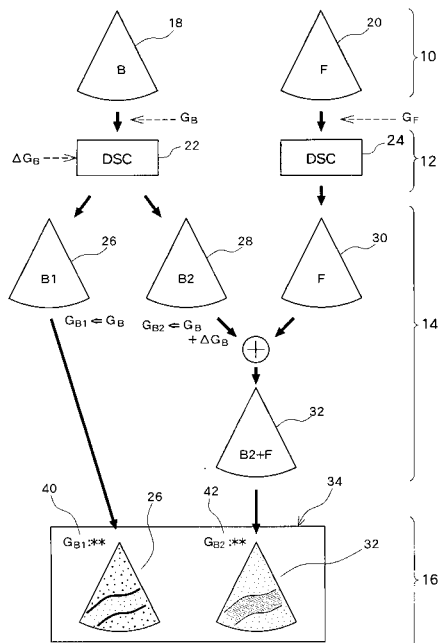 18
20
B
F
10
G_B
G_F
ΔG_B
DSC
22
DSC
24
12
26
28
30
B1
B2
F
G_B1 ⇐ G_B
G_B2 ⇐ G_B
+ΔG_B
+
14
32
B2+F
40
42
34
G_B1:**
26
G_B2:**
32
16